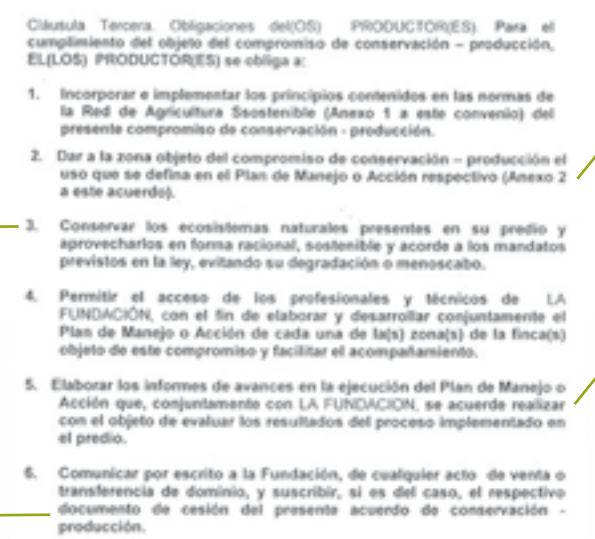 Cláusula Tercera. Obligaciones del(OS) PRODUCTOR(ES). Para el
cumplimiento del objeto del compromiso de conservación – producción,
EL(LOS) PRODUCTOR(ES) se obliga a:
1. Incorporar e implementar los principios contenidos en las normas de
la Red de Agricultura Ssostenible (Anexo 1 a este convenio) del
presente compromiso de conservación - producción.
2. Dar a la zona objeto del compromiso de conservación – producción el
uso que se defina en el Plan de Manejo o Acción respectivo (Anexo 2
a este acuerdo).
3. Conservar los ecosistemas naturales presentes en su predio y
aprovecharlos en forma racional, sostenible y acorde a los mandatos
previstos en la ley, evitando su degradación o menoscabo.
4. Permitir el acceso de los profesionales y técnicos de LA
FUNDACIÓN, con el fin de elaborar y desarrollar conjuntamente el
Plan de Manejo o Acción de cada una de la(s) zona(s) de la finca(s)
objeto de este compromiso y facilitar el acompañamiento.
5. Elaborar los informes de avances en la ejecución del Plan de Manejo o
Acción que, conjuntamente con LA FUNDACION, se acuerde realizar
con el objeto de evaluar los resultados del proceso implementado en
el predio.
6. Comunicar por escrito a la Fundación, de cualquier acto de venta o
transferencia de dominio, y suscribir, si es del caso, el respectivo
documento de cesión del presente acuerdo de conservación -
producción.